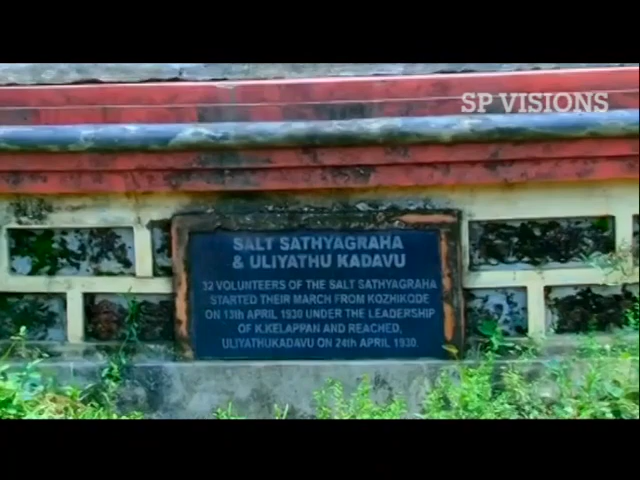 SP VISIONS
SALT SATHYAGRAHA
& ULIYATHU KADAVU
32 VOLUNTEERS OF THE SALT SATHYAGRAHA
STARTED THEIR MARCH FROM KOZHIKODE
ON 13th APRIL 1930 UNDER THE LEADERSHIP
OF K.KELAPPAN AND REACHED,
ULIYATHUKADAVU ON 24th APRIL 1930.